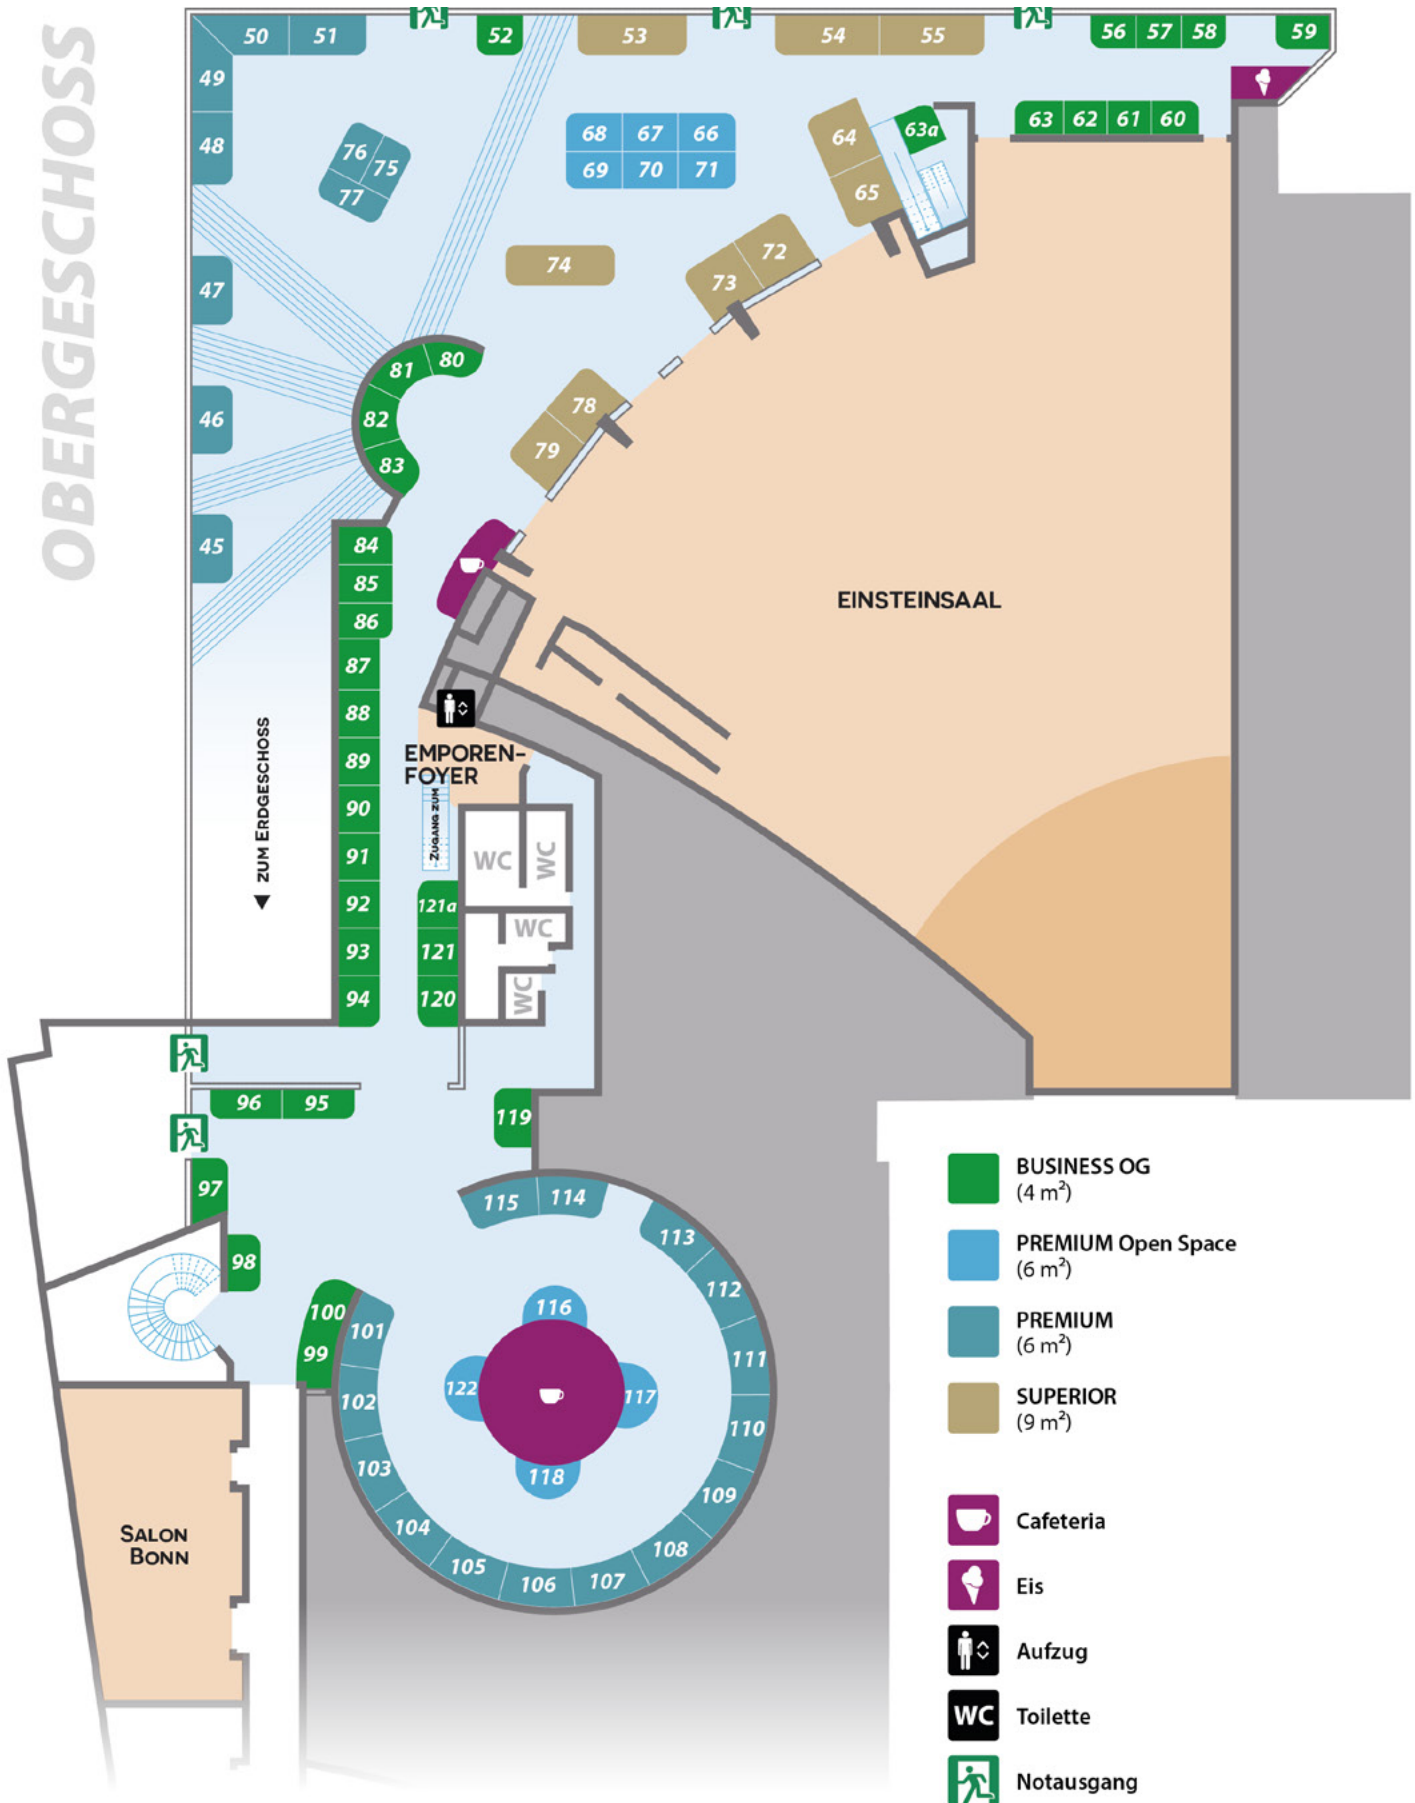 OBERGESCHOSS
50 51 52 53 54 55 56 57 58 59
49
48
76 75
77
68 67 66
69 70 71
64
65
63a
63 62 61 60
47
74
73 72
81 80
82
83
78
79
46
45
84
85
86
87
88
89
90
91
92
93
94
EINSTEINSAAL
ZUM ERDGESCHOSS
EMPOREN-
FOYER
ZUGANG ZUM
WC WC
WC
WC
121a
121
120
96 95
119
97
98
100
99
115 114
113
112
111
110
109
108
107
106
105
104
103
102
101
116
122 117
118
SALON
BONN
BUSINESS OG
(4 m²)
PREMIUM Open Space
(6 m²)
PREMIUM
(6 m²)
SUPERIOR
(9 m²)
Cafeteria
Eis
Aufzug
WC Toilette
Notausgang